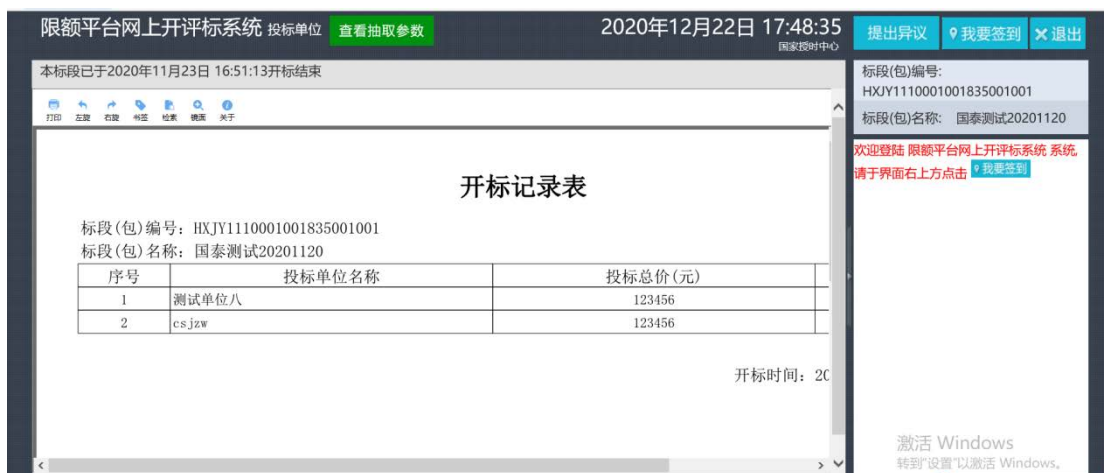 限额平台网上开评标系统 投标单位 查看抽取参数
2020年12月22日 17:48:35
国家授时中心
提出异议 我要签到 退出
本标段已于2020年11月23日 16:51:13开标结束
标段(包)编号:
HXJY1110001001835001001
标段(包)名称: 国泰测试20201120
打印 左旋 右旋 书签 检索 关于
欢迎登陆 限额平台网上开评标系统 系统,
请于界面右上方点击 我要签到
开标记录表
标段(包)编号: HXJY1110001001835001001
标段(包)名称: 国泰测试20201120
序号 投标单位名称 投标总价(元)
1 测试单位八 123456
2 csjzw 123456
开标时间: 20
激活 Windows
转到"设置"以激活 Windows。